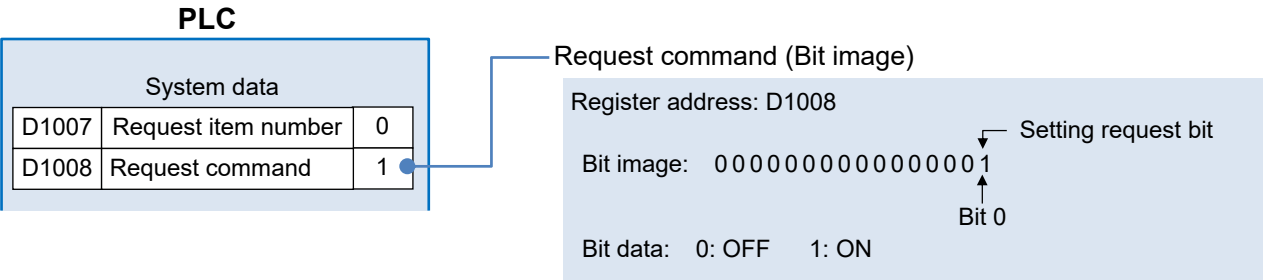 PLC
System data
D1007 Request item number 0
D1008 Request command 1
Request command (Bit image)
Register address: D1008
Setting request bit
Bit image: 0000000000000001
Bit 0
Bit data: 0: OFF 1: ON